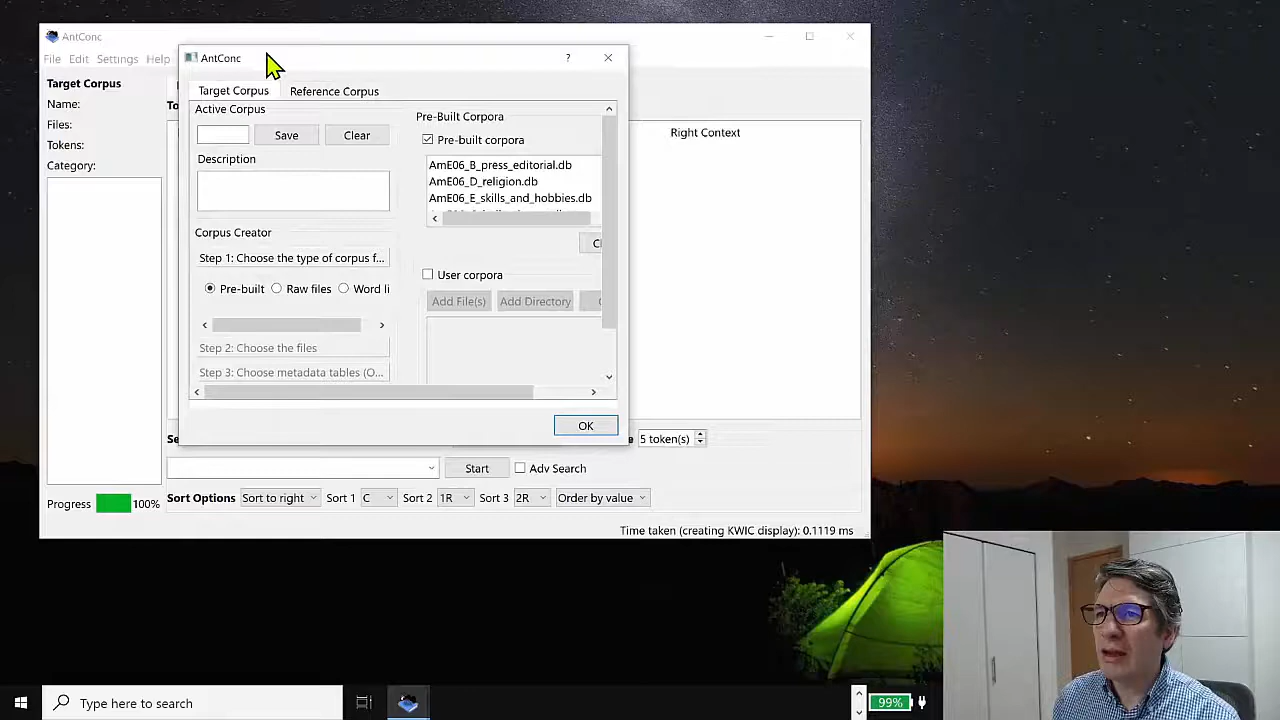 AntConc
File Edit Settings Help
Target Corpus
Name:
Files:
Tokens:
Category:
Progress 100%
AntConc
?
Target Corpus Reference Corpus
Active Corpus
Save Clear
Description
Corpus Creator
Step 1: Choose the type of corpus f...
Pre-built Raw files Word li
Step 2: Choose the files
Step 3: Choose metadata tables (O...
Pre-Built Corpora
Pre-built corpora
AmE06_B_press_editorial.db
AmE06_D_religion.db
AmE06_E_skills_and_hobbies.db
Cl
User corpora
Add File(s) Add Directory
OK
To
Right Context
Se
e 5 token(s)
Start Adv Search
Sort Options Sort to right Sort 1 C Sort 2 1R Sort 3 2R Order by value
Time taken (creating KWIC display): 0.1119 ms
Type here to search
99%